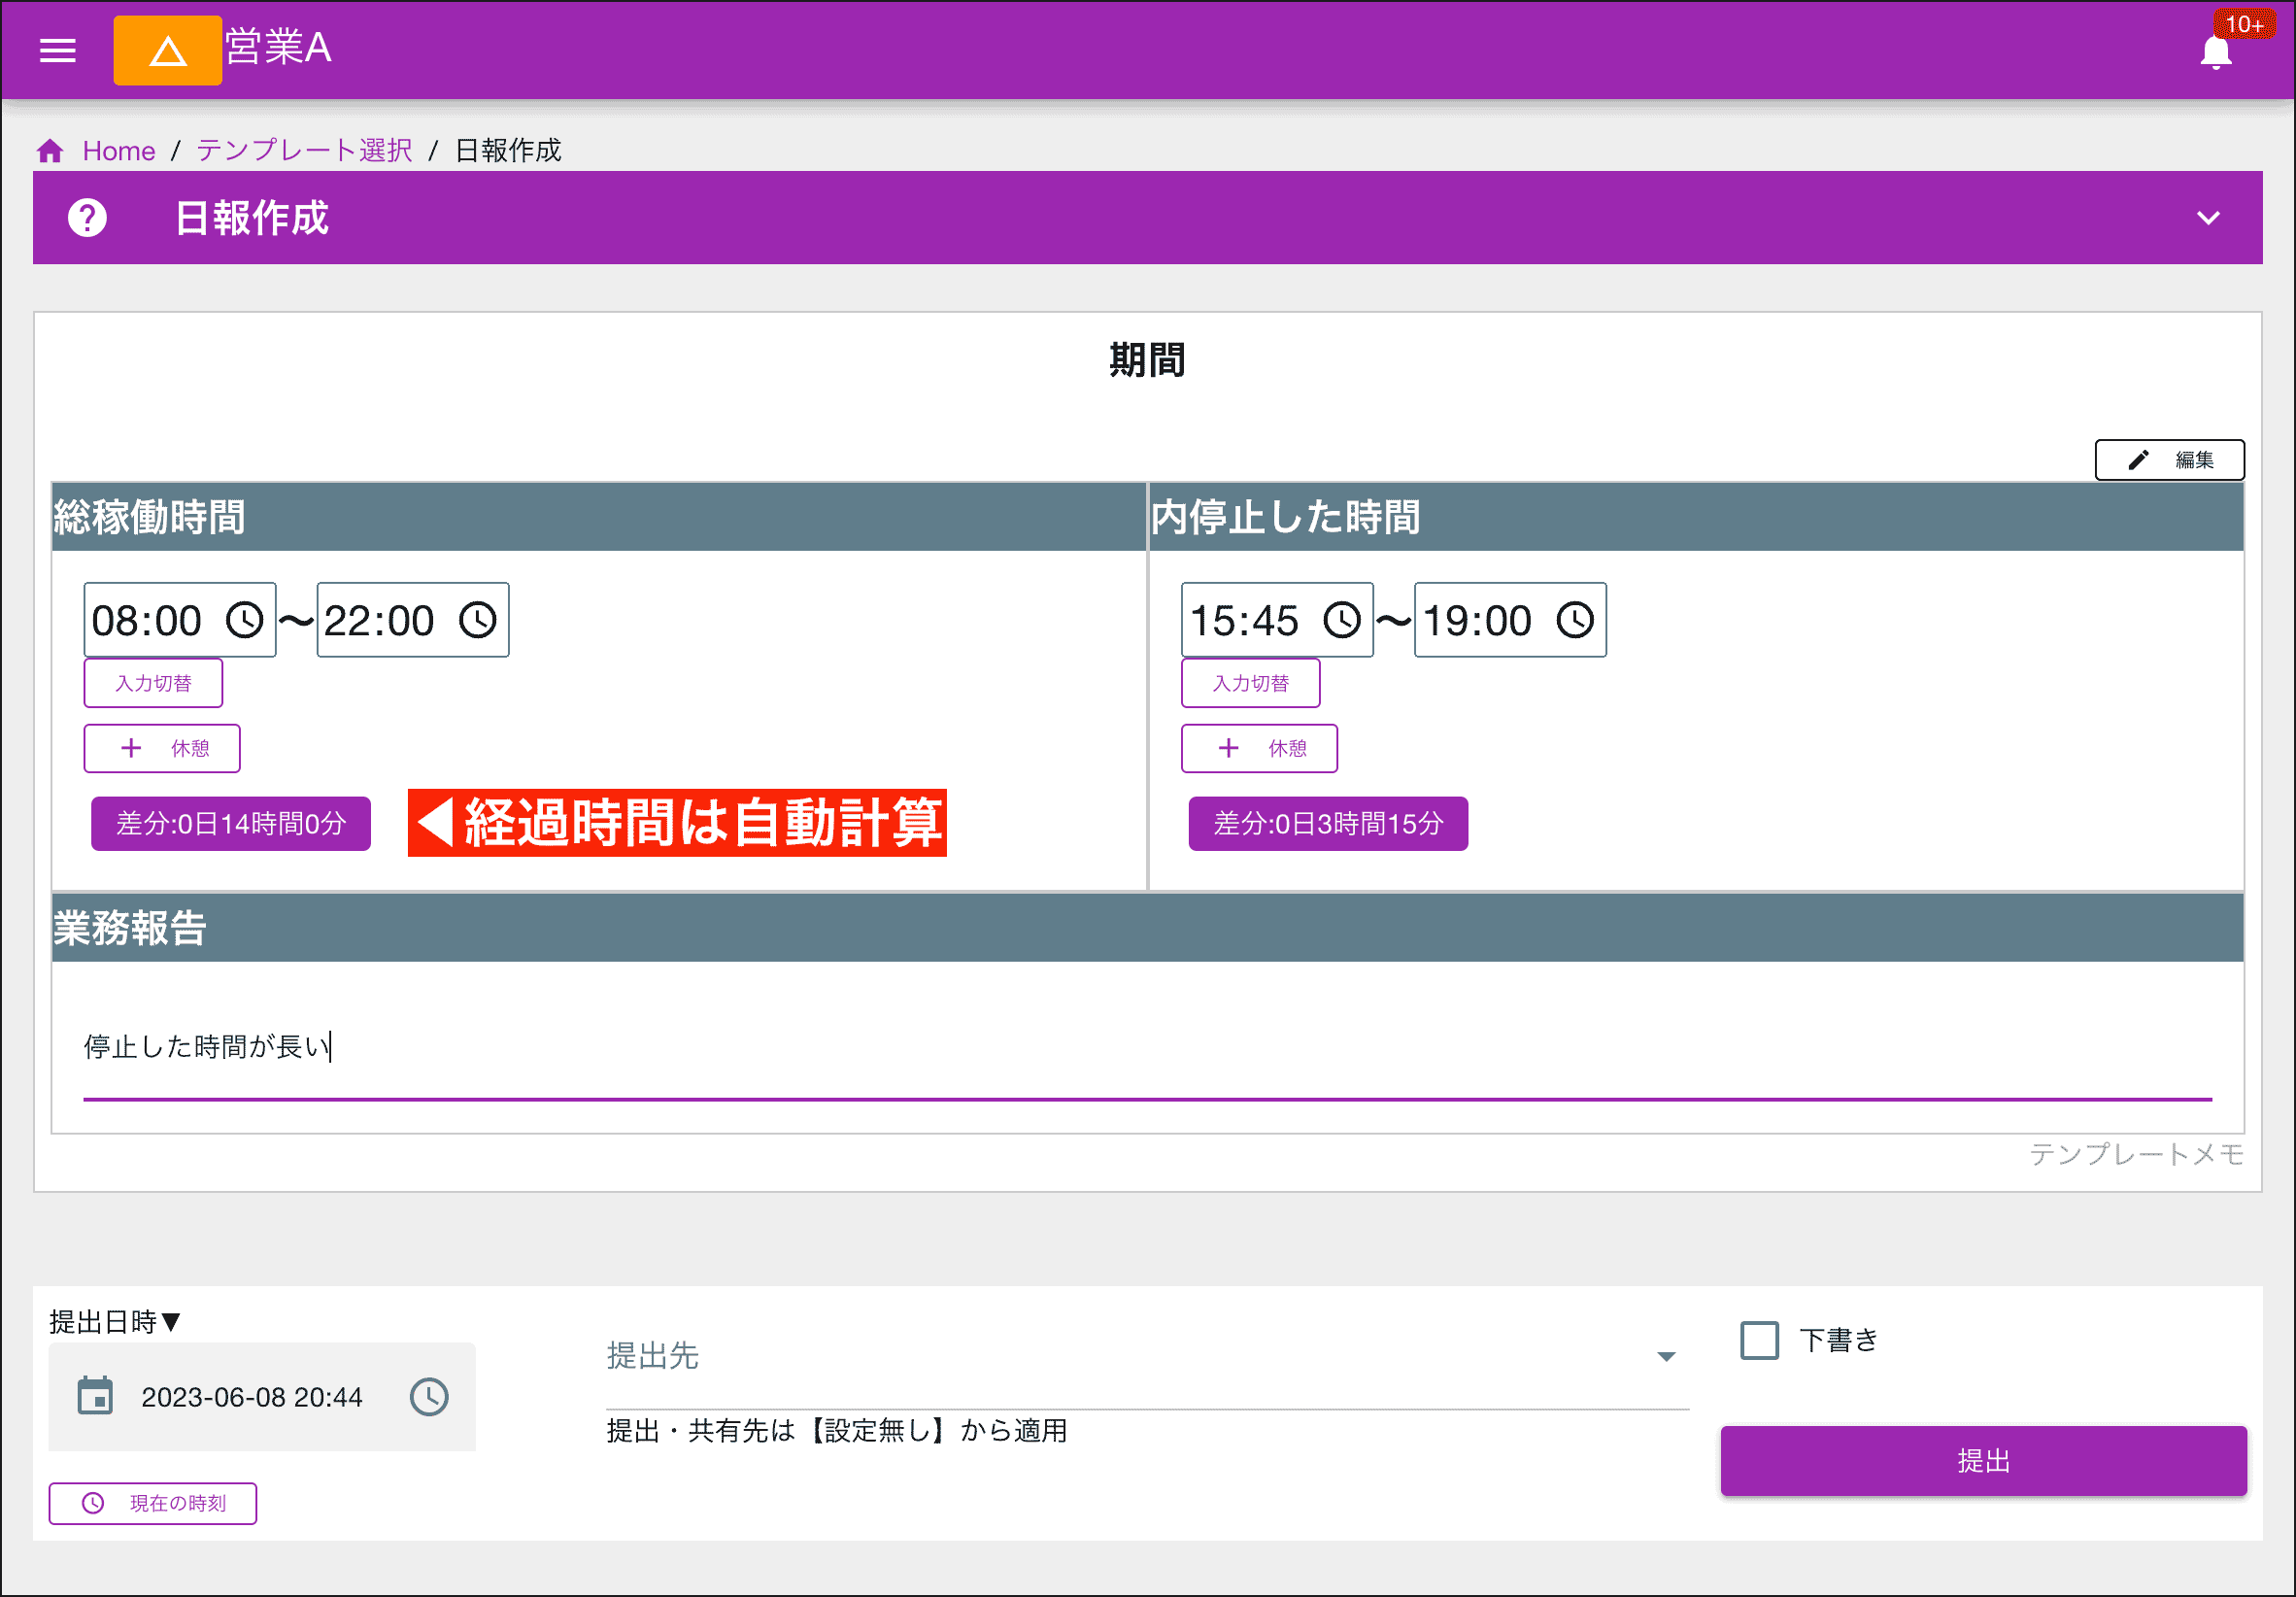 営業A
10+
Home / テンプレート選択 / 日報作成
日報作成
期間
編集
総稼働時間
内停止した時間
08:00 〜 22:00
15:45 〜 19:00
入力切替
入力切替
+ 休憩
+ 休憩
差分:0日14時間0分
◀経過時間は自動計算
差分:0日3時間15分
業務報告
停止した時間が長い
テンプレートメモ
提出日時▼
2023-06-08 20:44
現在の時刻
提出先
提出・共有先は【設定無し】から適用
下書き
提出